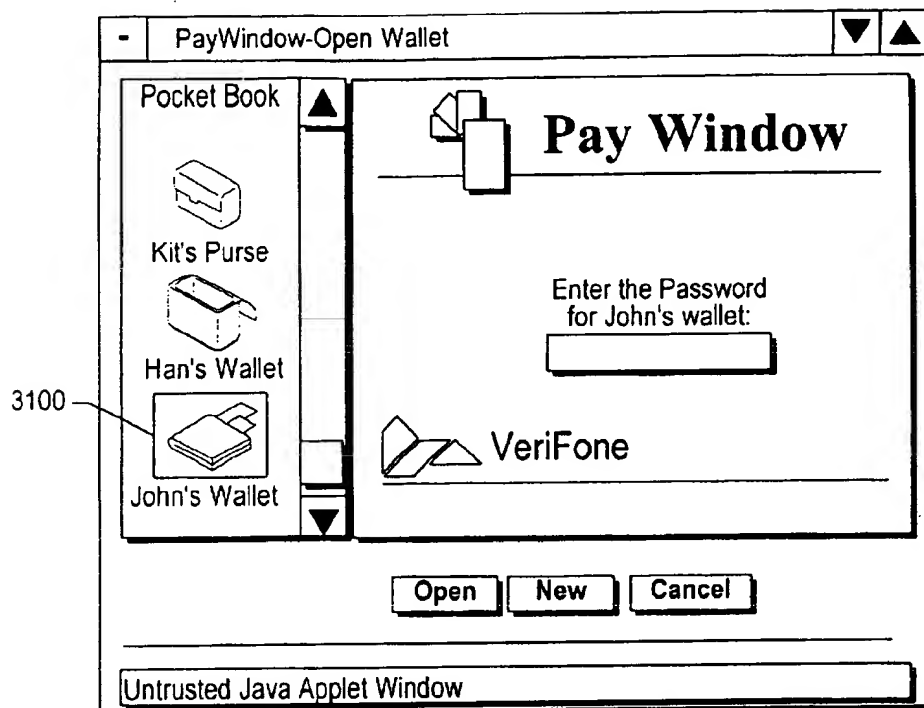 - PayWindow-Open Wallet
Pocket Book
Kit's Purse
Han's Wallet
3100
John's Wallet
Pay Window
Enter the Password
for John's wallet:
VeriFone
Open New Cancel
Untrusted Java Applet Window